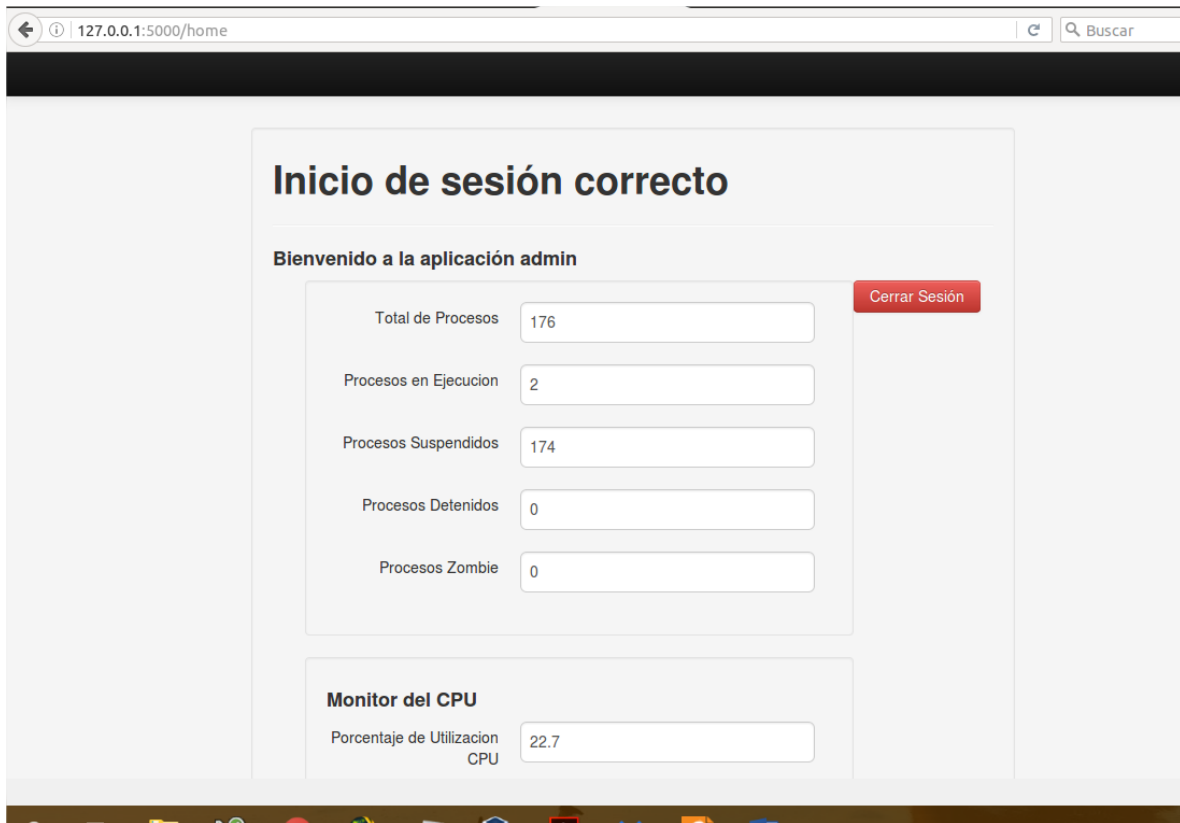 127.0.0.1:5000/home
Buscar
Inicio de sesión correcto
Bienvenido a la aplicación admin
Cerrar Sesión
Total de Procesos 176
Procesos en Ejecucion 2
Procesos Suspendidos 174
Procesos Detenidos 0
Procesos Zombie 0
Monitor del CPU
Porcentaje de Utilizacion
CPU
22.7